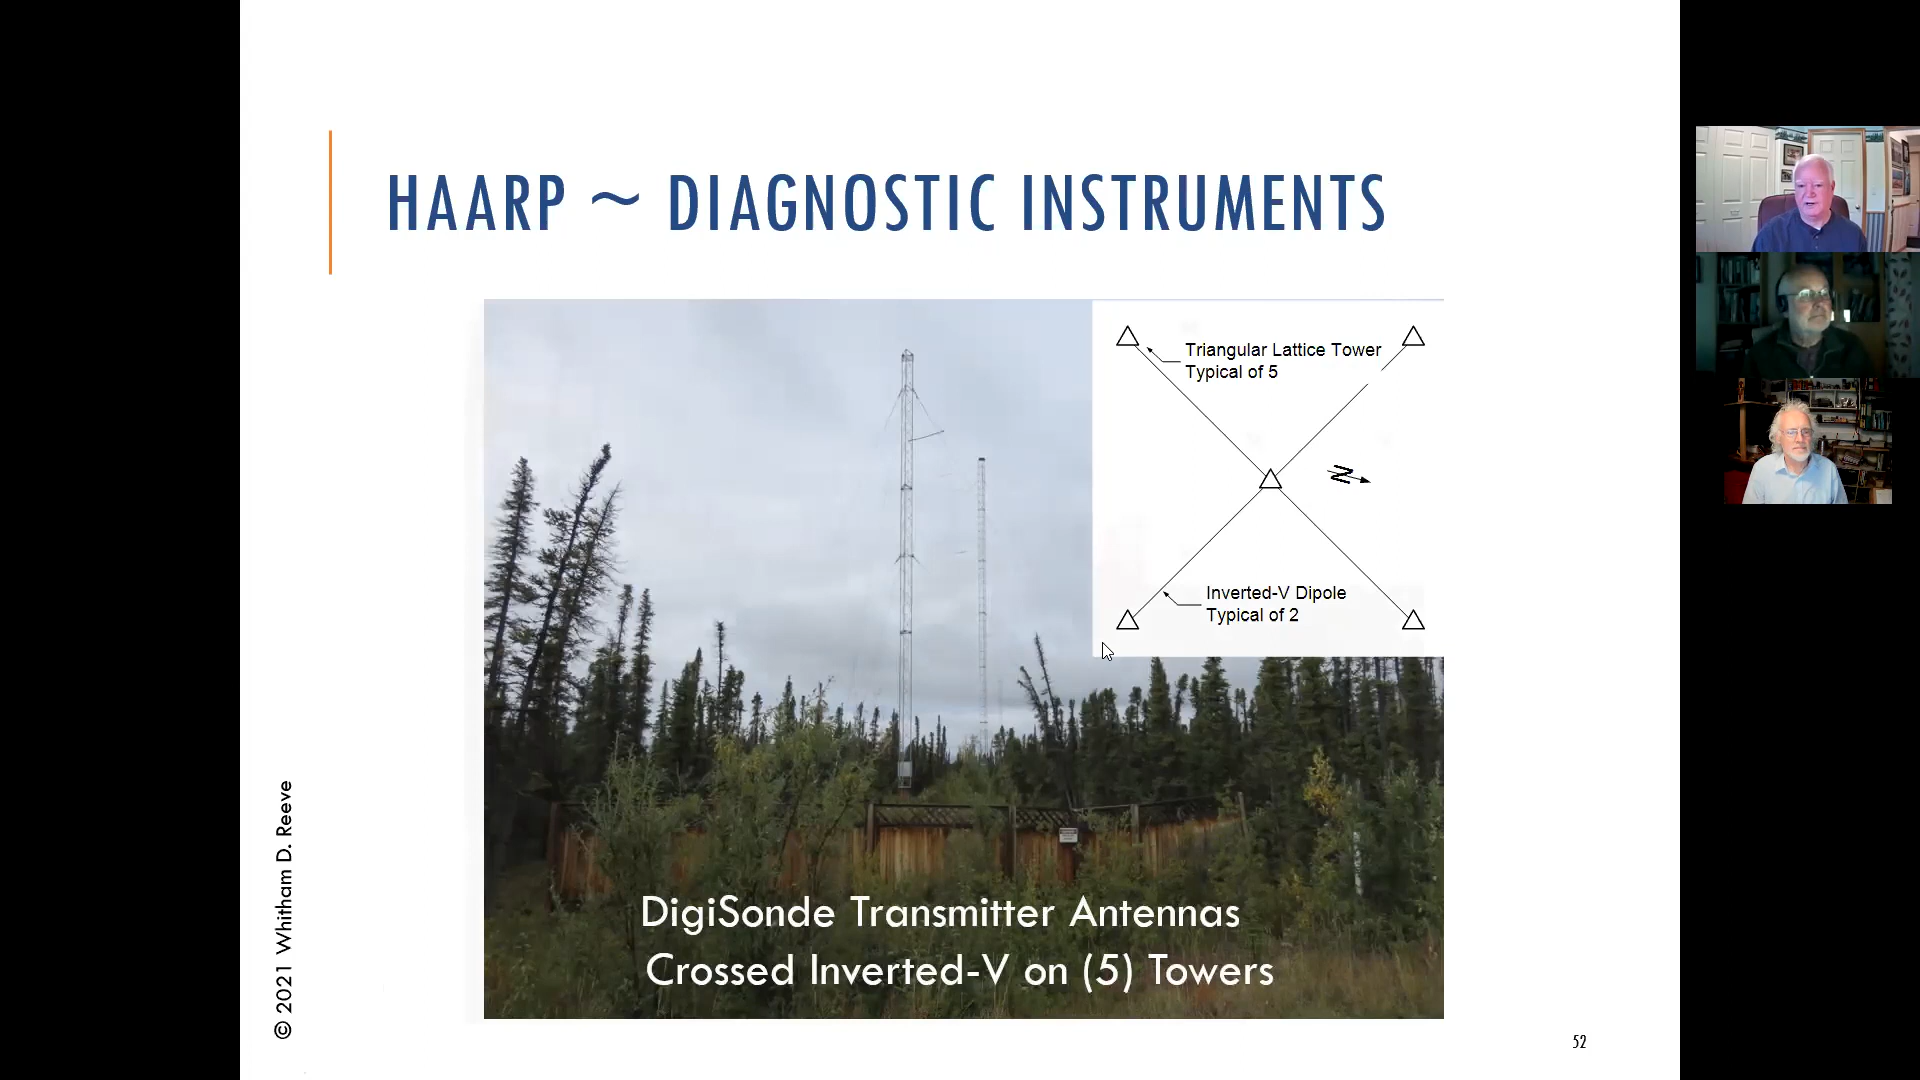 HAARP ~ DIAGNOSTIC INSTRUMENTS
Triangular Lattice Tower
Typical of 5
N
Inverted-V Dipole
Typical of 2
DigiSonde Transmitter Antennas
Crossed Inverted-V on (5) Towers
© 2021 Whitham D. Reeve
52